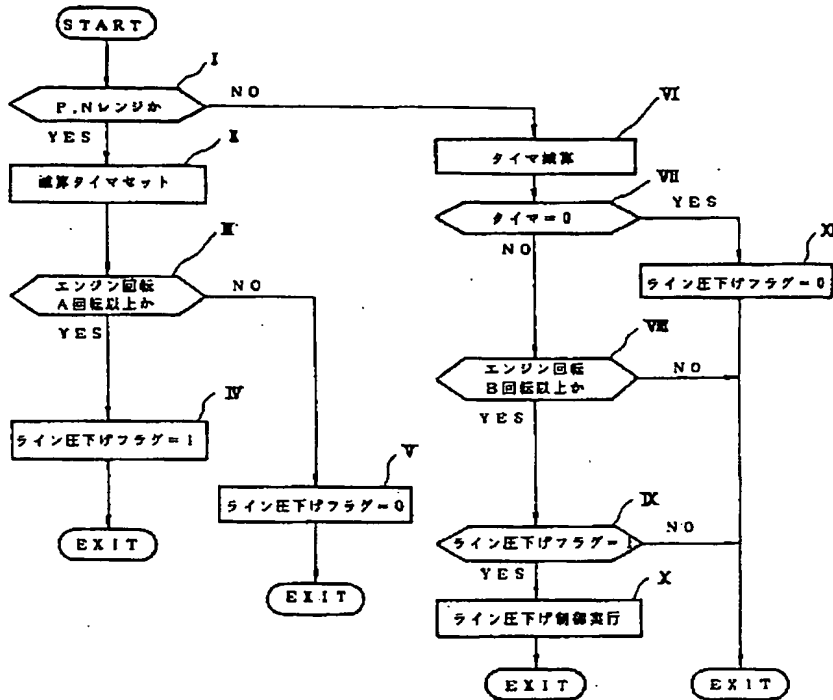 START
I
P,Nレンジか
NO
YES
II
減算タイマセット
III
エンジン回転
A回転以上か
NO
YES
IV
ライン圧下げフラグ=1
V
ライン圧下げフラグ=0
EXIT
EXIT
VI
タイマ減算
VII
タイマ=0
YES
NO
XI
ライン圧下げフラグ=0
VIII
エンジン回転
B回転以上か
NO
YES
IX
ライン圧下げフラグ=1
NO
YES
X
ライン圧下げ制御実行
EXIT
EXIT